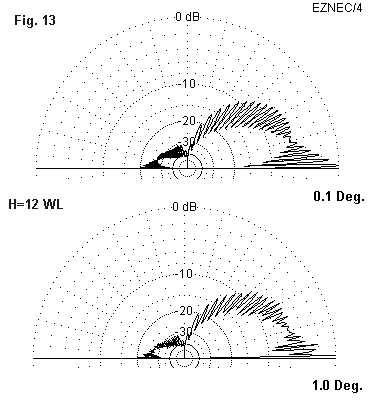 Fig. 13
EZNEC/4
0 dB
-10
-20
-30
0.1 Deg.
H=12 WL
0 dB
-10
-20
-30
1.0 Deg.